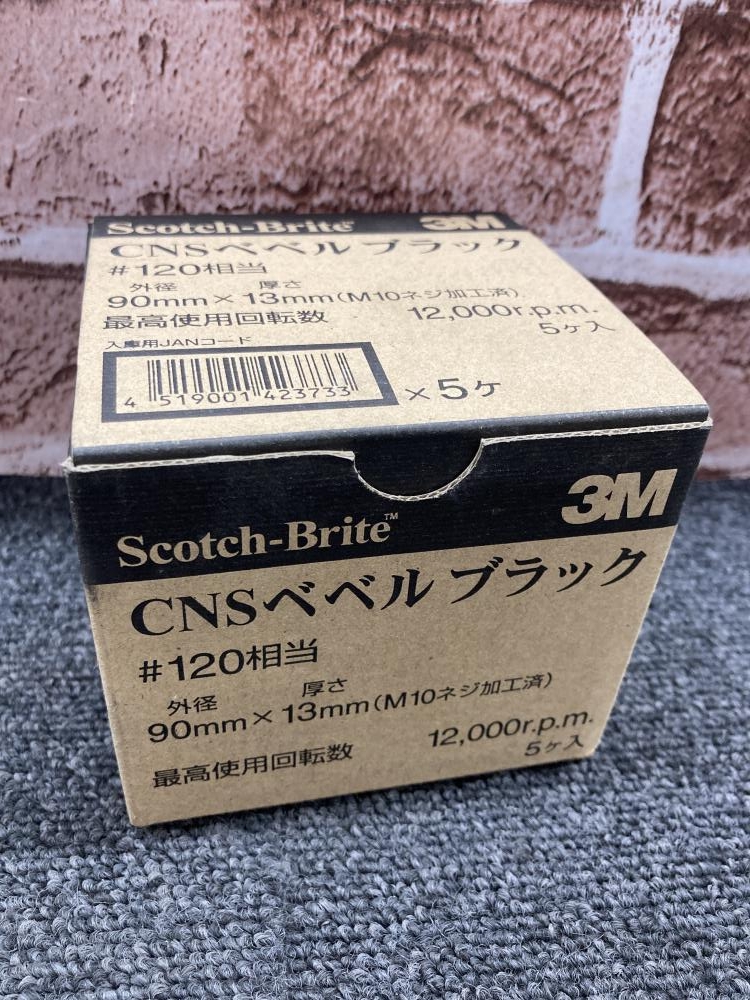 Scotch-Brite™ 3M
CNSベベル ブラック
#120相当
外径 厚さ
90mm×13mm(M10ネジ加工済)
最高使用回転数 12,000r.p.m.
5ヶ入
入庫用JANコード
4 519001 423733
×5ヶ
Scotch-Brite™ 3M
CNSベベル ブラック
#120相当
外径 厚さ
90mm×13mm(M10ネジ加工済)
最高使用回転数 12,000r.p.m.
5ヶ入